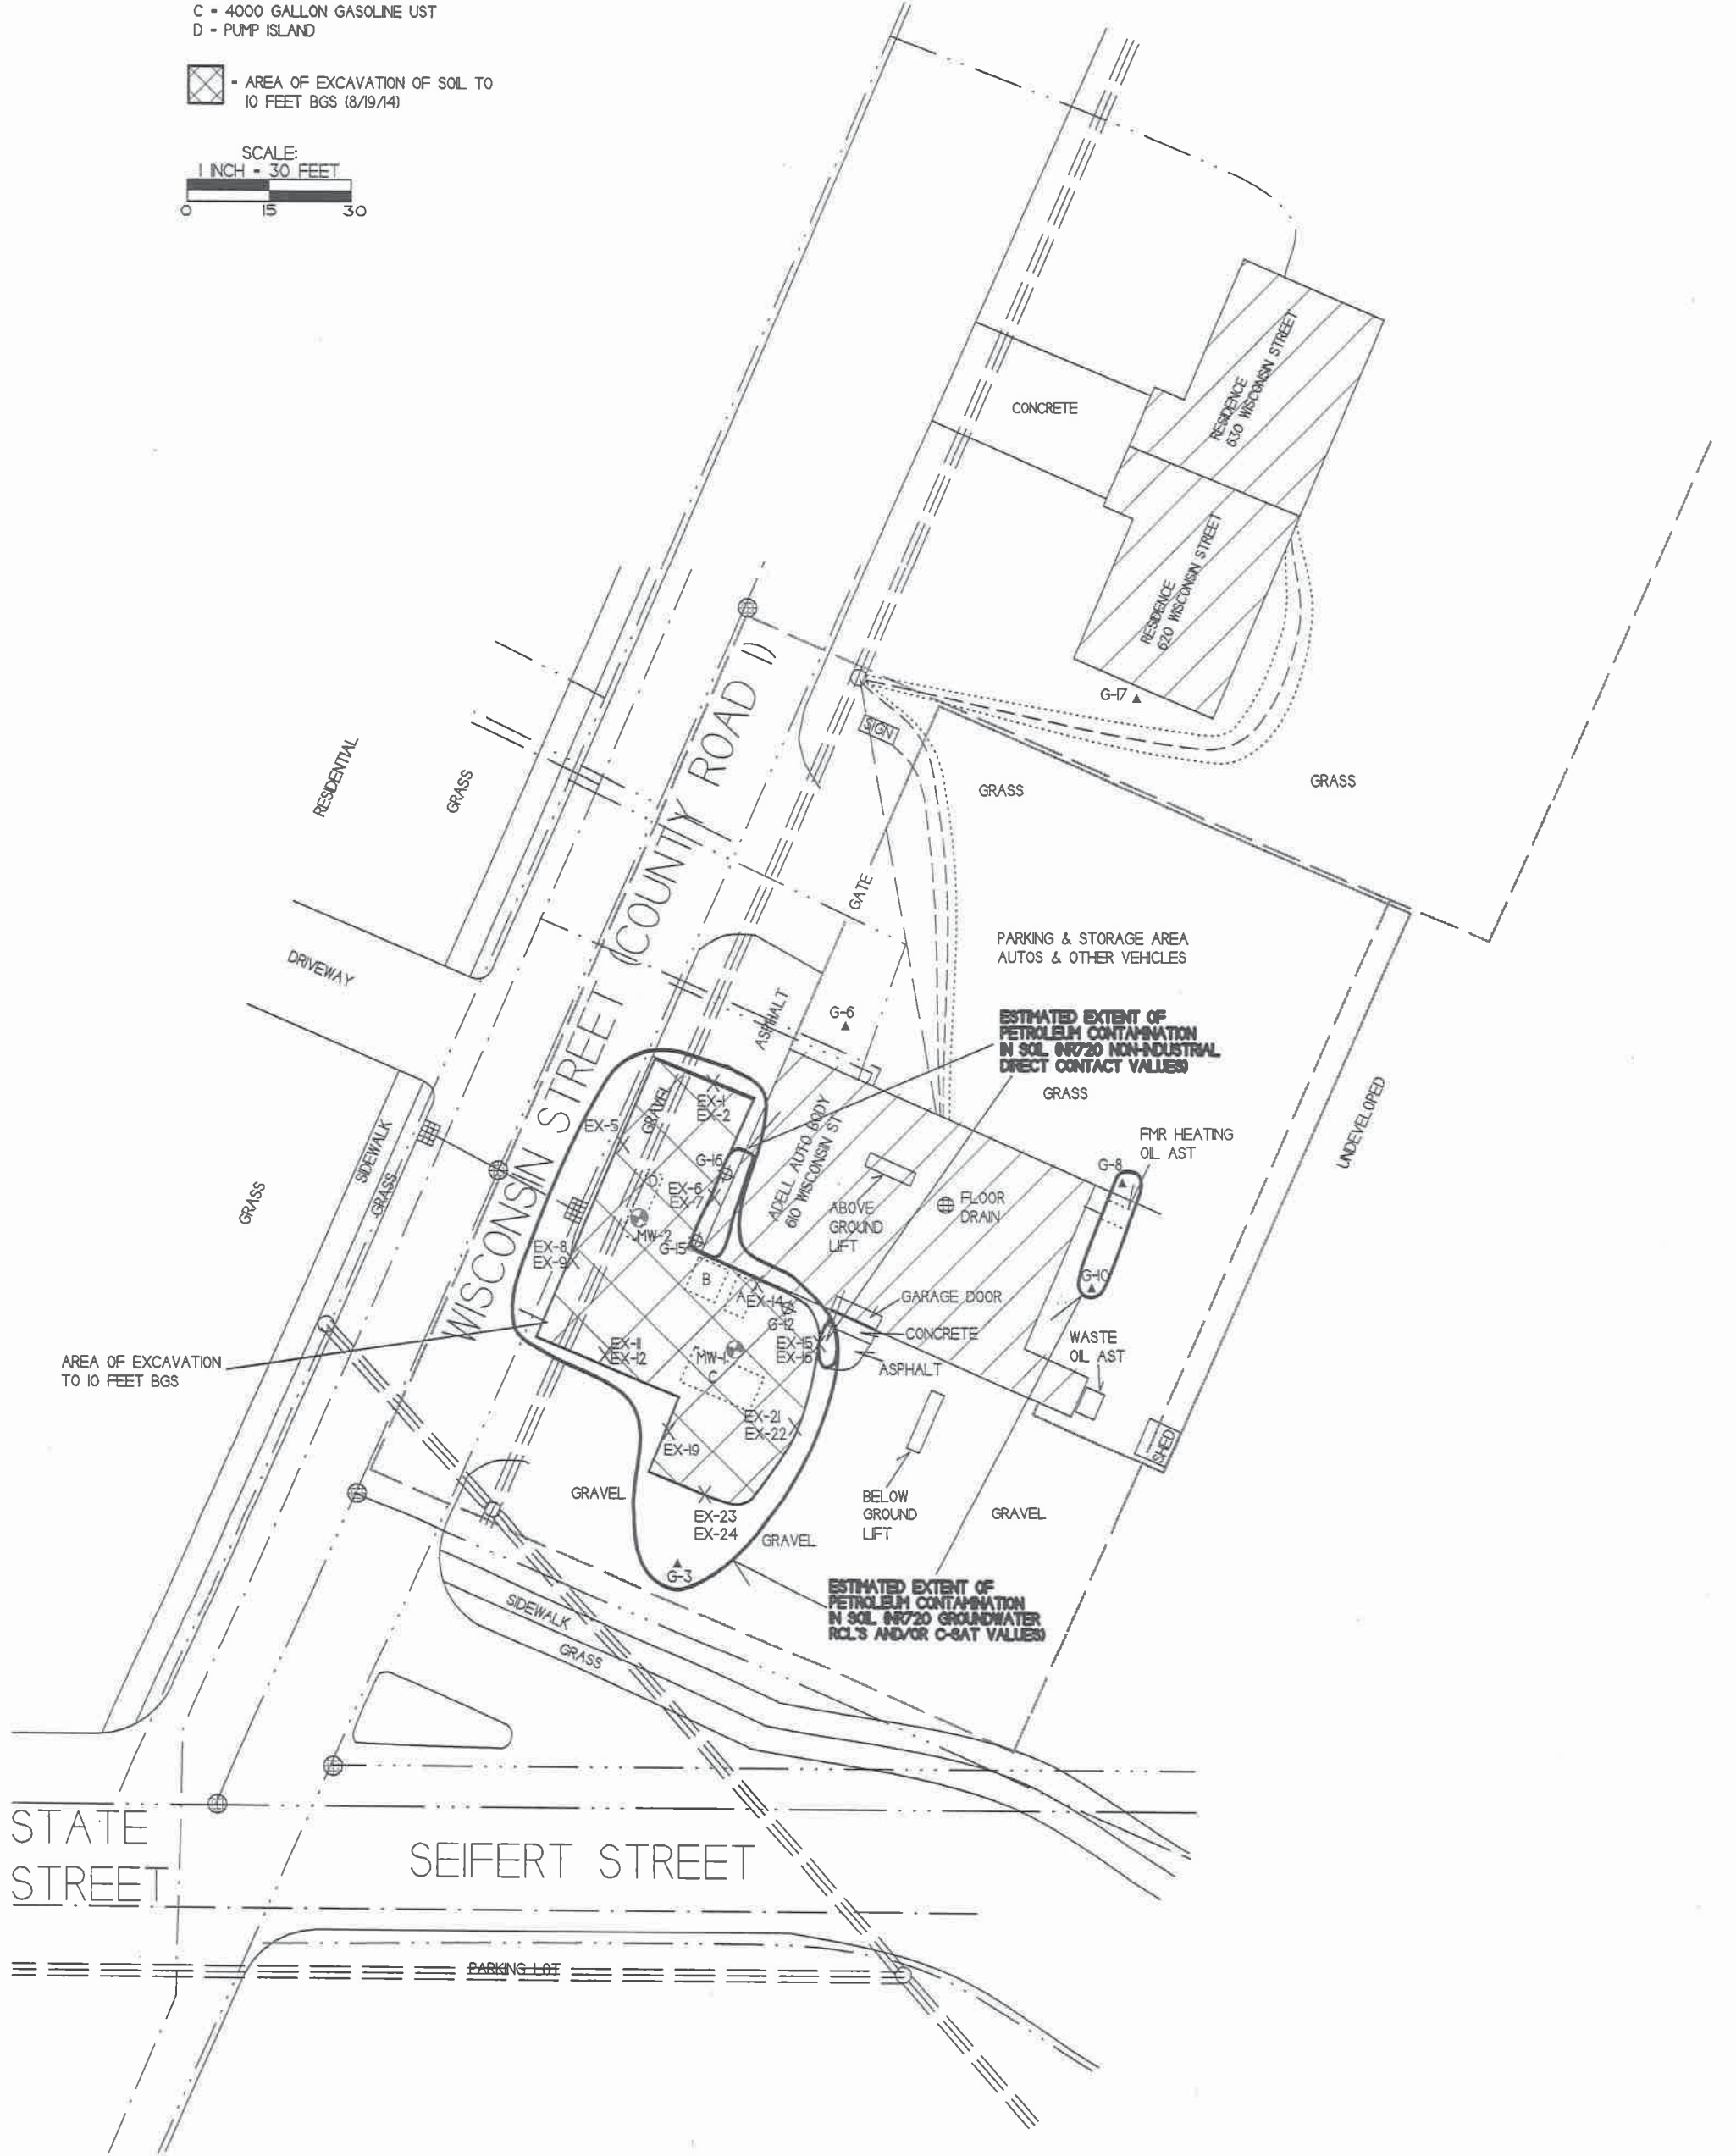 C - 4000 GALLON GASOLINE UST
D - PUMP ISLAND
- AREA OF EXCAVATION OF SOIL TO
10 FEET BGS (8/19/14)
SCALE:
1 INCH - 30 FEET
0 15 30
CONCRETE
RESIDENCE
630 WISCONSIN STREET
RESIDENCE
620 WISCONSIN STREET
G-17
SIGN
GRASS
GRASS
RESIDENTIAL
GRASS
WISCONSIN STREET (COUNTY ROAD I)
GATE
DRIVEWAY
PARKING & STORAGE AREA
AUTOS & OTHER VEHICLES
ASPHALT
G-6
ESTIMATED EXTENT OF
PETROLEUM CONTAMINATION
IN SOIL (NR720 NON-INDUSTRIAL
DIRECT CONTACT VALUES)
GRASS
UNDEVELOPED
SIDEWALK
GRASS
GRASS
GRAVEL
EX-1
EX-2
EX-5
G-16
D
EX-6
EX-7
MW-2
G-15
EX-8
EX-9
B
A
EX-14
G-12
ADELL AUTO BODY
610 WISCONSIN ST
ABOVE
GROUND
LIFT
FLOOR
DRAIN
FMR HEATING
OIL AST
G-8
G-10
GARAGE DOOR
CONCRETE
ASPHALT
WASTE
OIL AST
EX-11
EX-12
MW-1
C
EX-15
EX-16
AREA OF EXCAVATION
TO 10 FEET BGS
EX-21
EX-22
EX-19
SHED
GRAVEL
EX-23
EX-24
GRAVEL
BELOW
GROUND
LIFT
GRAVEL
G-3
ESTIMATED EXTENT OF
PETROLEUM CONTAMINATION
IN SOIL (NR720 GROUNDWATER
RCL'S AND/OR C-SAT VALUES)
SIDEWALK
GRASS
STATE
STREET
SEIFERT STREET
PARKING LOT